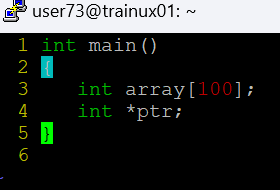 user73@trainux01: ~
1 int main()
2 {
3    int array[100];
4    int *ptr;
5 }
6
~